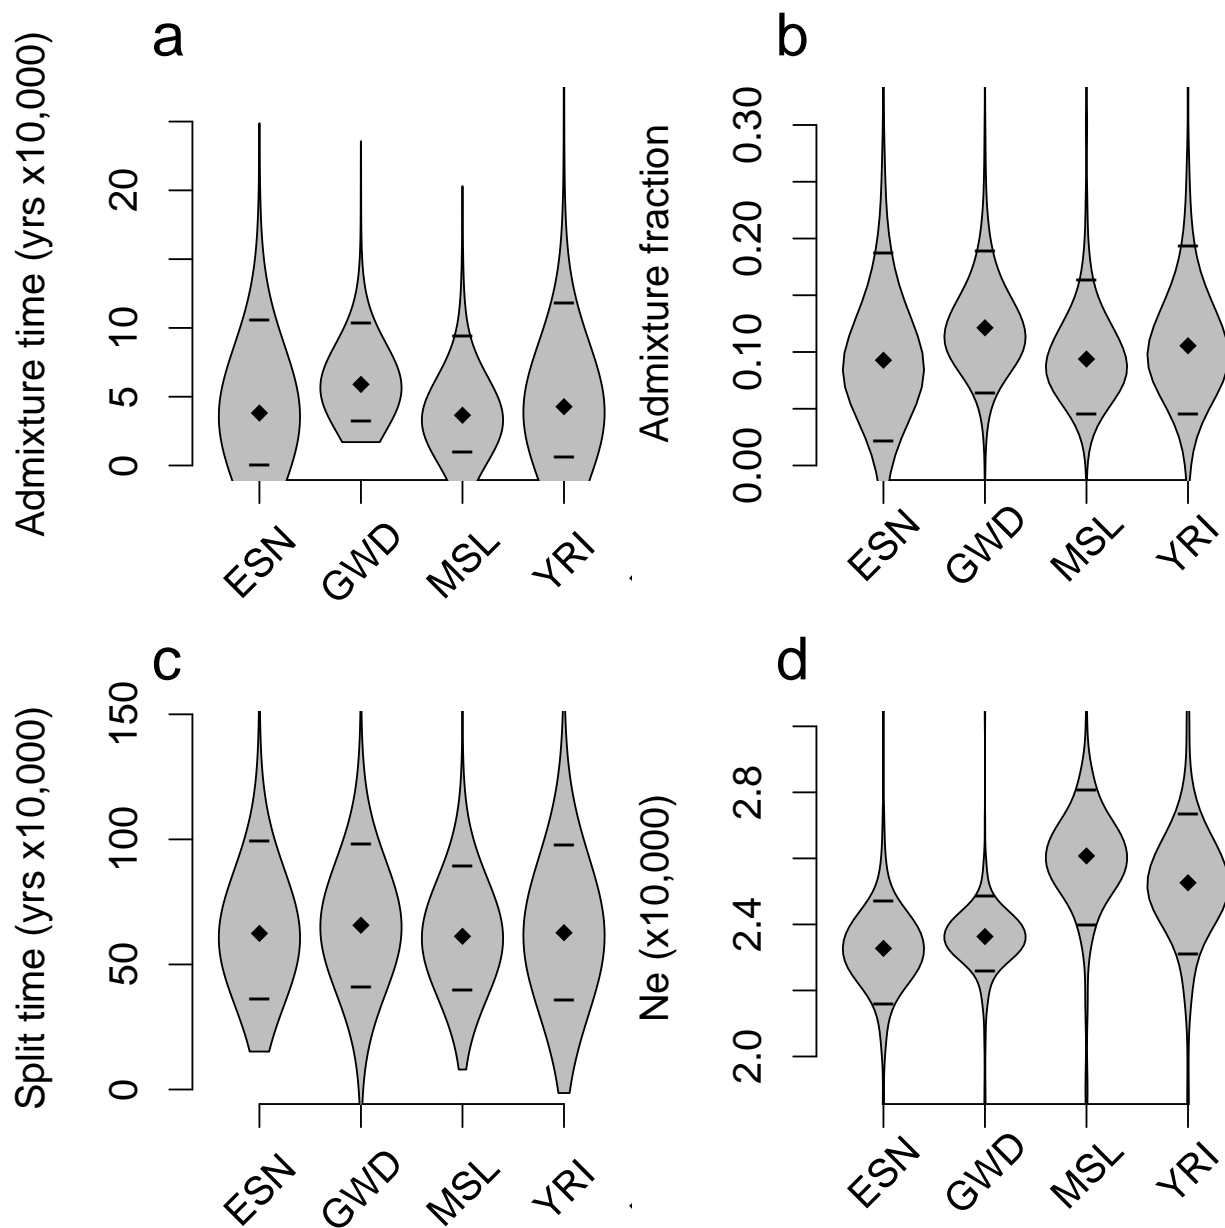 a
Admixture time (yrs x10,000)
20
10
5
0
ESN
GWD
MSL
YRI
b
Admixture fraction
0.30
0.20
0.10
0.00
ESN
GWD
MSL
YRI
c
Split time (yrs x10,000)
150
100
50
0
ESN
GWD
MSL
YRI
d
Ne (x10,000)
2.8
2.4
2.0
ESN
GWD
MSL
YRI